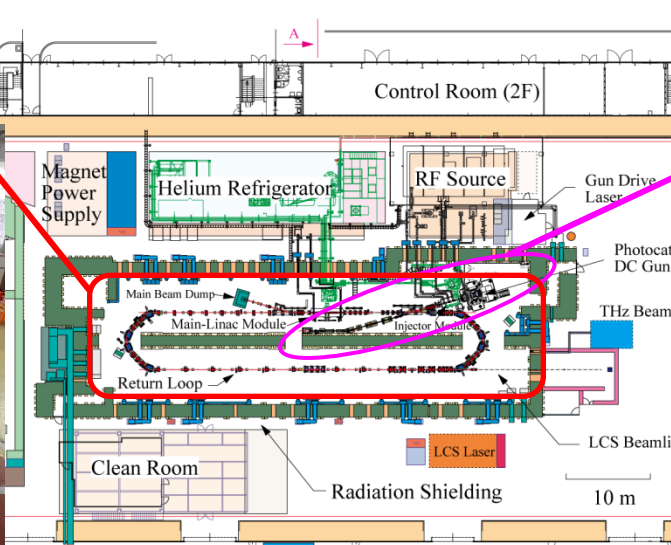 A
Control Room (2F)
Magnet
Power
Supply
Helium Refrigerator
RF Source
Gun Drive
Laser
Photocat
DC Gun
Main Beam Dump
THz Beam
Main-Linac Module
Injector Module
Return Loop
LCS Beamli
LCS Laser
Clean Room
Radiation Shielding
10 m